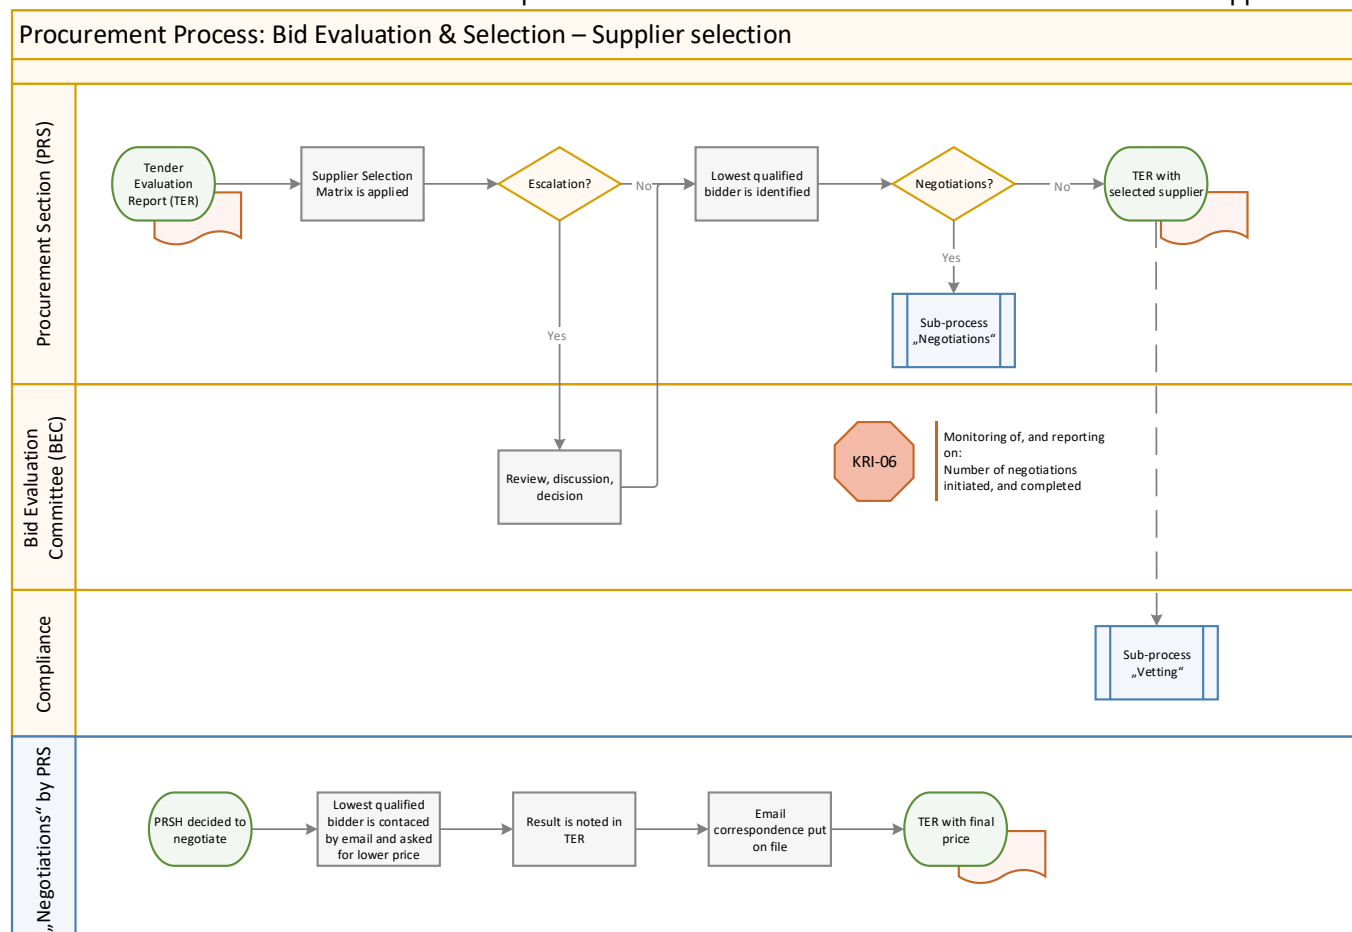 Procurement Process: Bid Evaluation & Selection – Supplier selection
Procurement Section (PRS)
Tender
Evaluation
Report (TER)
Supplier Selection
Matrix is applied
Escalation?
No
Lowest qualified
bidder is identified
Negotiations?
No
TER with
selected supplier
Yes
Sub-process
„Negotiations“
Yes
Bid Evaluation
Committee (BEC)
Review, discussion,
decision
KRI-06
Monitoring of, and reporting
on:
Number of negotiations
initiated, and completed
Compliance
Sub-process
„Vetting“
„Negotiations“ by PRS
PRSH decided to
negotiate
Lowest qualified
bidder is contaced
by email and asked
for lower price
Result is noted in
TER
Email
correspondence put
on file
TER with final
price